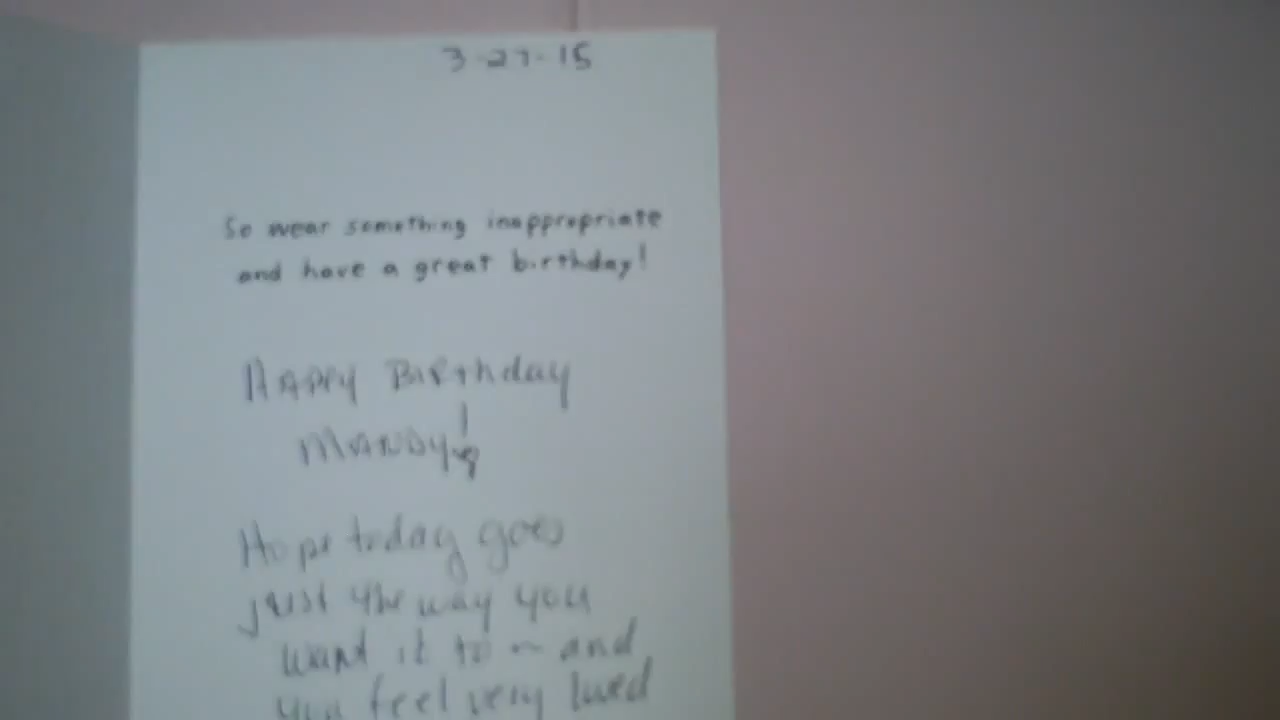 3-27-15
So wear something inappropriate
and have a great birthday!
HAPPY BIRthday
MANDY!
Hope today goes
just the way you
want it to ~ and
you feel very loved